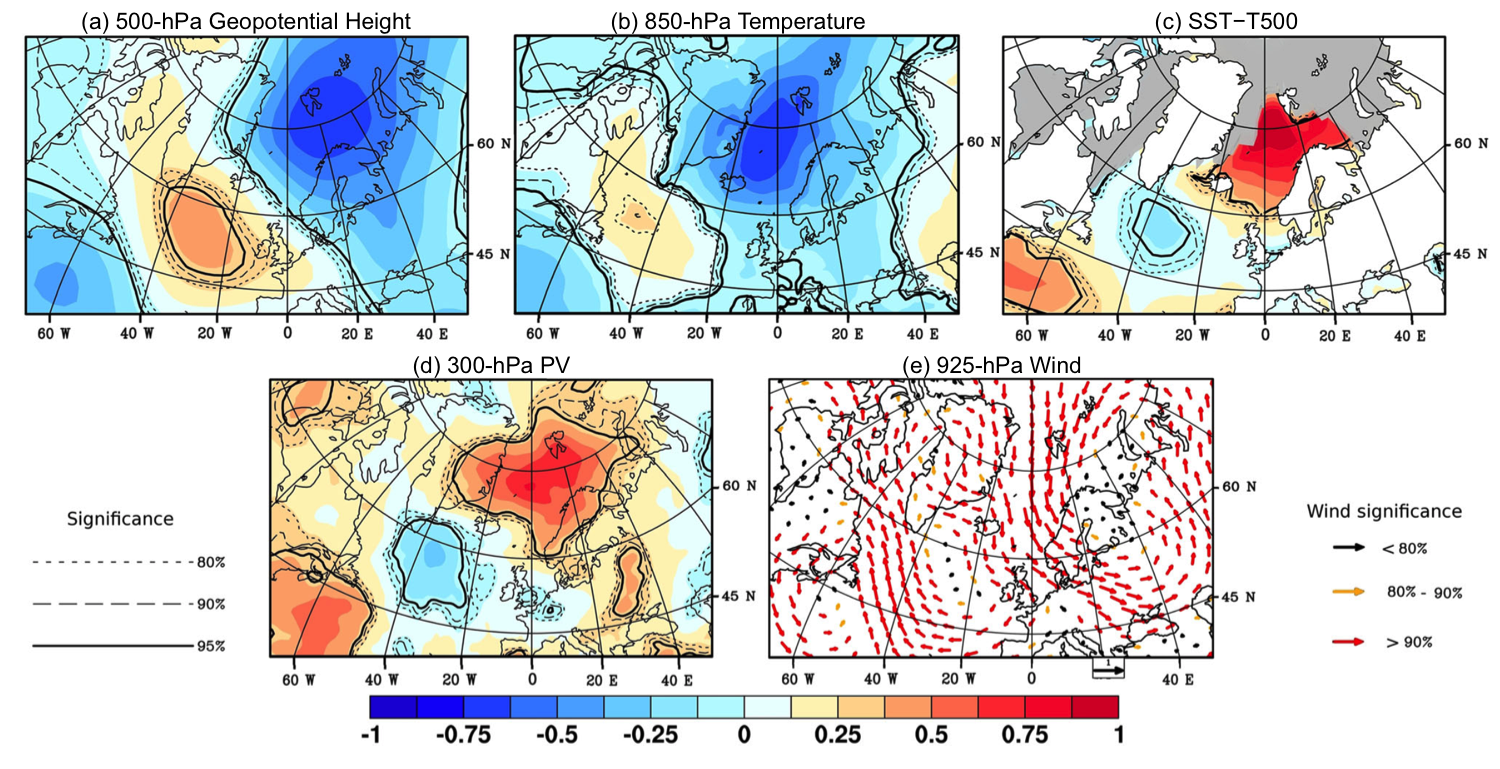 (a) 500-hPa Geopotential Height
(b) 850-hPa Temperature
(c) SST−T500
60 N
45 N
60 W 40 W 20 W 0 20 E 40 E
60 N
45 N
60 W 40 W 20 W 0 20 E 40 E
60 N
45 N
60 W 40 W 20 W 0 20 E 40 E
(d) 300-hPa PV
(e) 925-hPa Wind
60 N
45 N
60 W 40 W 20 W 0 20 E 40 E
60 N
45 N
60 W 40 W 20 W 0 40 E
1
Significance
80%
90%
95%
Wind significance
< 80%
80% - 90%
> 90%
-1 -0.75 -0.5 -0.25 0 0.25 0.5 0.75 1